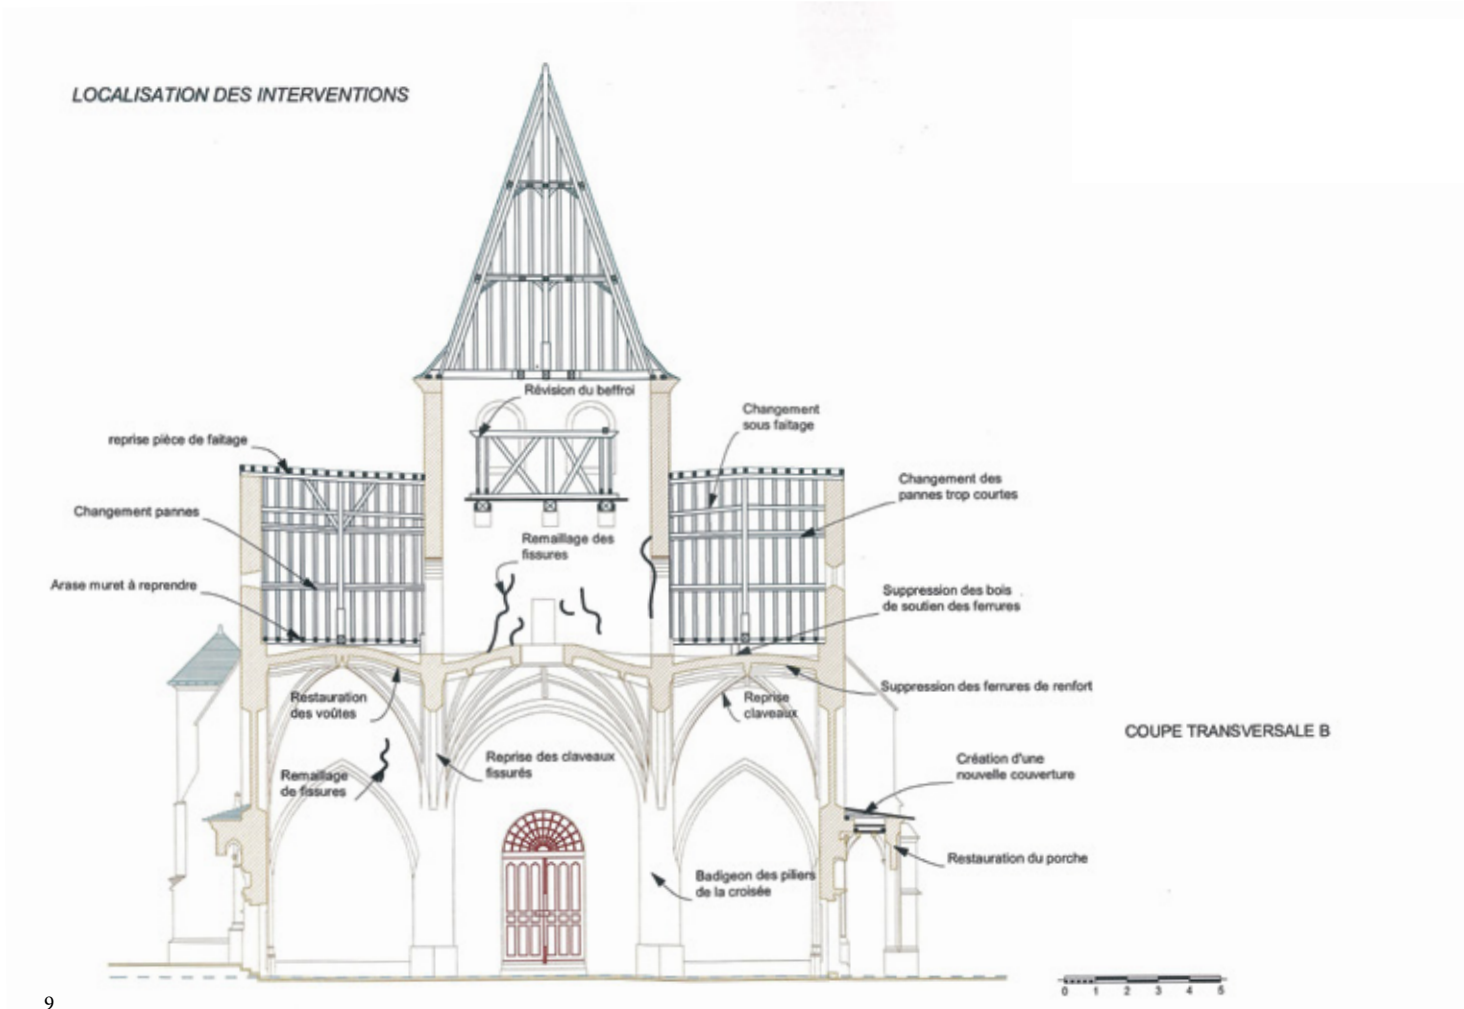 LOCALISATION DES INTERVENTIONS
Révision du beffroi
Changement
sous faitage
reprise pièce de faitage
Changement des
pannes trop courtes
Changement pannes
Remaillage des
fissures
Arase muret à reprendre
Suppression des bois
de soutien des ferrures
Suppression des ferrures de renfort
Restauration
des voûtes
Reprise
claveaux
COUPE TRANSVERSALE B
Reprise des claveaux
fissurés
Remaillage
de fissures
Création d'une
nouvelle couverture
Restauration du porche
Badigeon des piliers
de la croisée
0 1 2 3 4 5
9